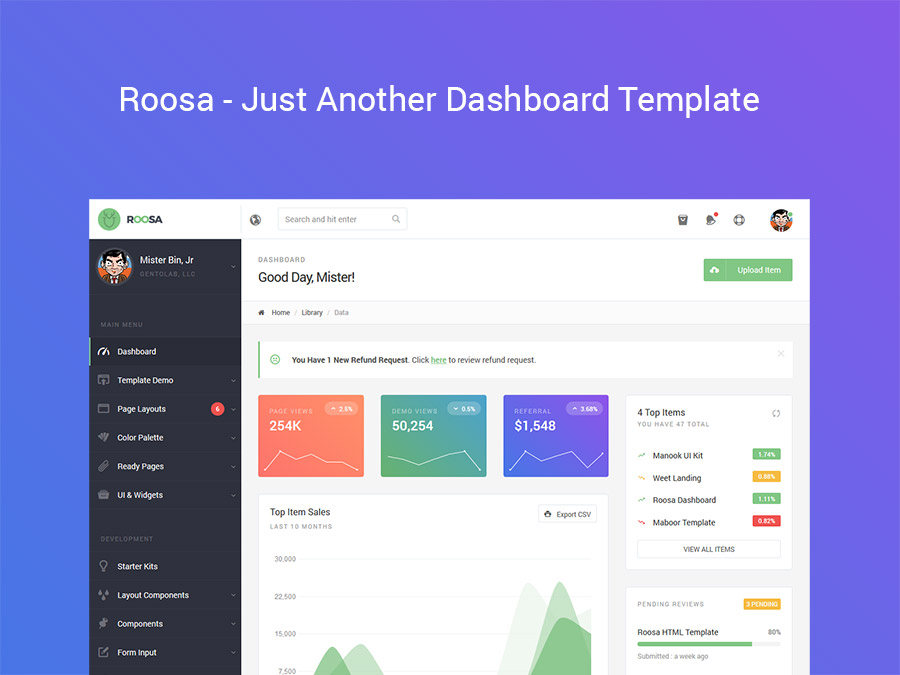 Roosa - Just Another Dashboard Template
ROOSA
Search and hit enter
Mister Bin, Jr
GENTOLAB, LLC
MAIN MENU
Dashboard
Template Demo
Page Layouts
6
Color Palette
Ready Pages
UI & Widgets
DEVELOPMENT
Starter Kits
Layout Components
Components
Form Input
DASHBOARD
Good Day, Mister!
Upload Item
Home / Library / Data
You Have 1 New Refund Request. Click here to review refund request.
PAGE VIEWS
2.5%
254K
DEMO VIEWS
0.5%
50,254
REFERRAL
3.68%
$1,548
Top Item Sales
LAST 10 MONTHS
Export CSV
30,000
22,500
15,000
7,500
4 Top Items
YOU HAVE 47 TOTAL
Manook UI Kit 1.74%
Weet Landing 0.88%
Roosa Dashboard 1.11%
Maboor Template 0.82%
VIEW ALL ITEMS
PENDING REVIEWS
3 PENDING
Roosa HTML Template 80%
Submitted : a week ago